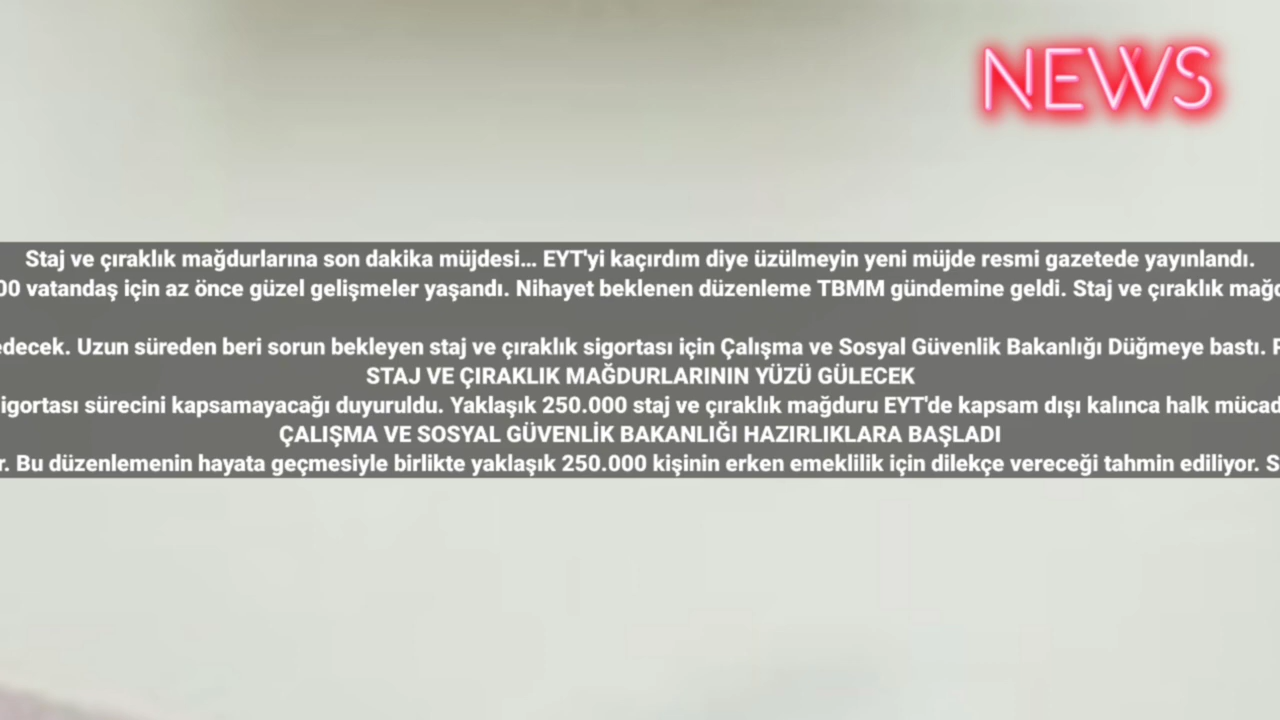 NEWS
Staj ve çıraklık mağdurlarına son dakika müjdesi... EYT'yi kaçırdım diye üzülmeyin yeni müjde resmi gazetede yayınlandı.
00 vatandaş için az önce güzel gelişmeler yaşandı. Nihayet beklenen düzenleme TBMM gündemine geldi. Staj ve çıraklık
edecek. Uzun süreden beri sorun bekleyen staj ve çıraklık sigortası için Çalışma ve Sosyal Güvenlik Bakanlığı Düğmeye bastı.
STAJ VE ÇIRAKLIK MAĞDURLARININ YÜZÜ GÜLECEK
igortası sürecini kapsamayacağı duyuruldu. Yaklaşık 250.000 staj ve çıraklık mağduru EYT'de kapsam dışı kalınca halk
ÇALIŞMA VE SOSYAL GÜVENLİK BAKANLIĞI HAZIRLIKLARA BAŞLADI
r. Bu düzenlemenin hayata geçmesiyle birlikte yaklaşık 250.000 kişinin erken emeklilik için dilekçe vereceği tahmin ediliyor.